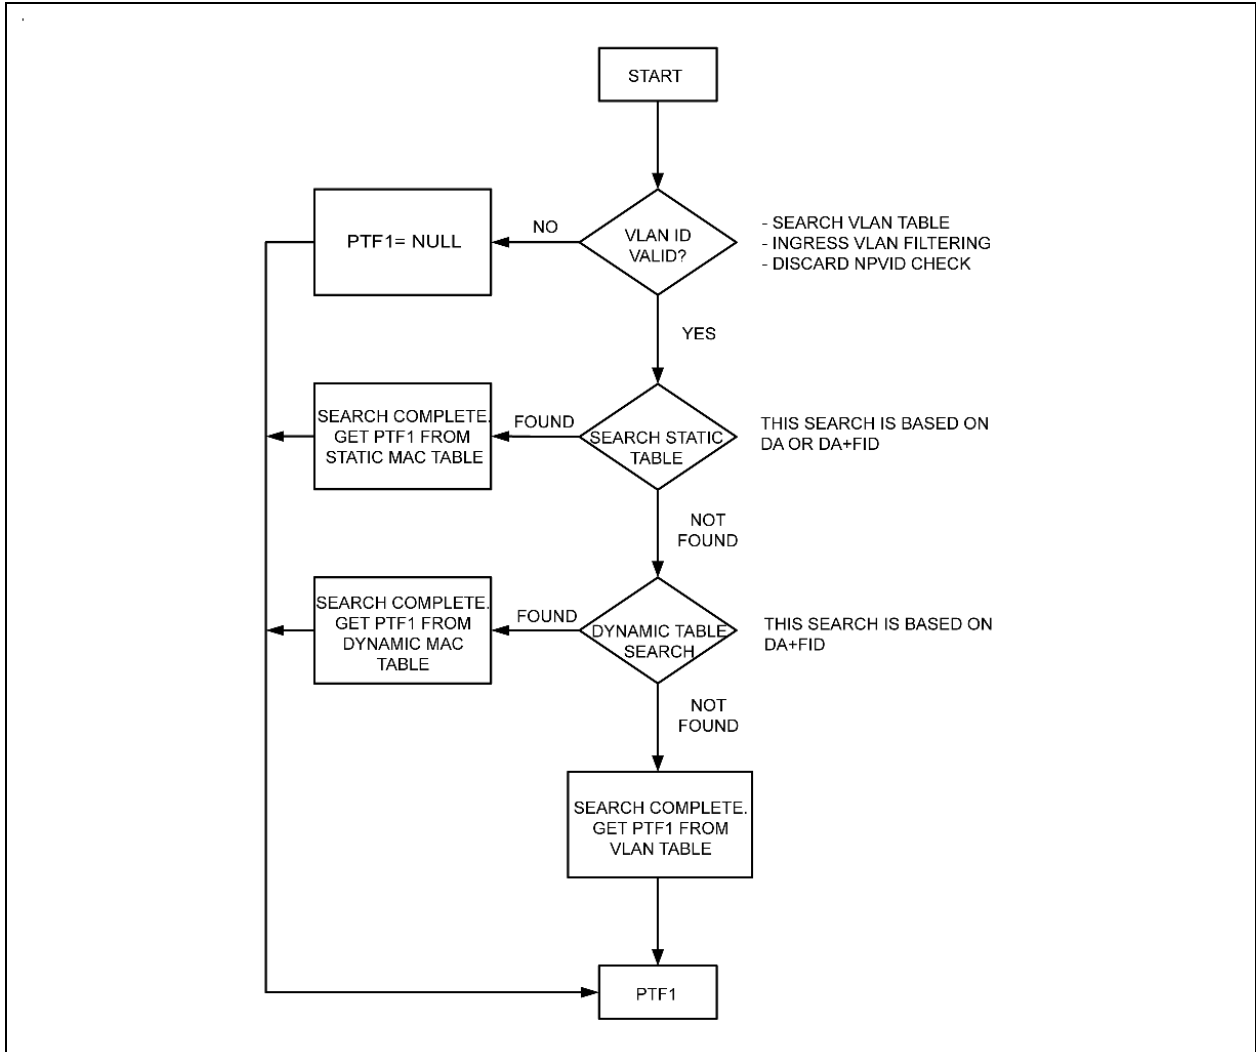 START
PTF1= NULL
NO
VLAN ID
VALID?
- SEARCH VLAN TABLE
- INGRESS VLAN FILTERING
- DISCARD NPVID CHECK
YES
SEARCH COMPLETE.
GET PTF1 FROM
STATIC MAC TABLE
FOUND
SEARCH STATIC
TABLE
THIS SEARCH IS BASED ON
DA OR DA+FID
NOT
FOUND
SEARCH COMPLETE.
GET PTF1 FROM
DYNAMIC MAC
TABLE
FOUND
DYNAMIC TABLE
SEARCH
THIS SEARCH IS BASED ON
DA+FID
NOT
FOUND
SEARCH COMPLETE.
GET PTF1 FROM
VLAN TABLE
PTF1